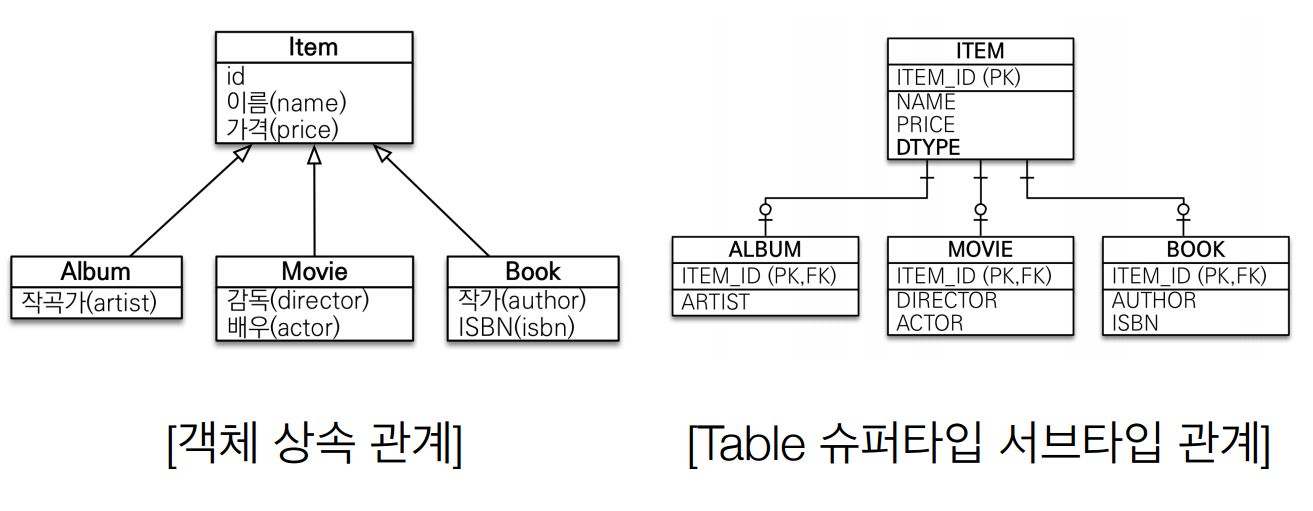 Item
id
이름(name)
가격(price)
Album
작곡가(artist)
Movie
감독(director)
배우(actor)
Book
작가(author)
ISBN(isbn)
[객체 상속 관계]
ITEM
ITEM_ID (PK)
NAME
PRICE
DTYPE
ALBUM
ITEM_ID (PK,FK)
ARTIST
MOVIE
ITEM_ID (PK,FK)
DIRECTOR
ACTOR
BOOK
ITEM_ID (PK,FK)
AUTHOR
ISBN
[Table 슈퍼타입 서브타입 관계]